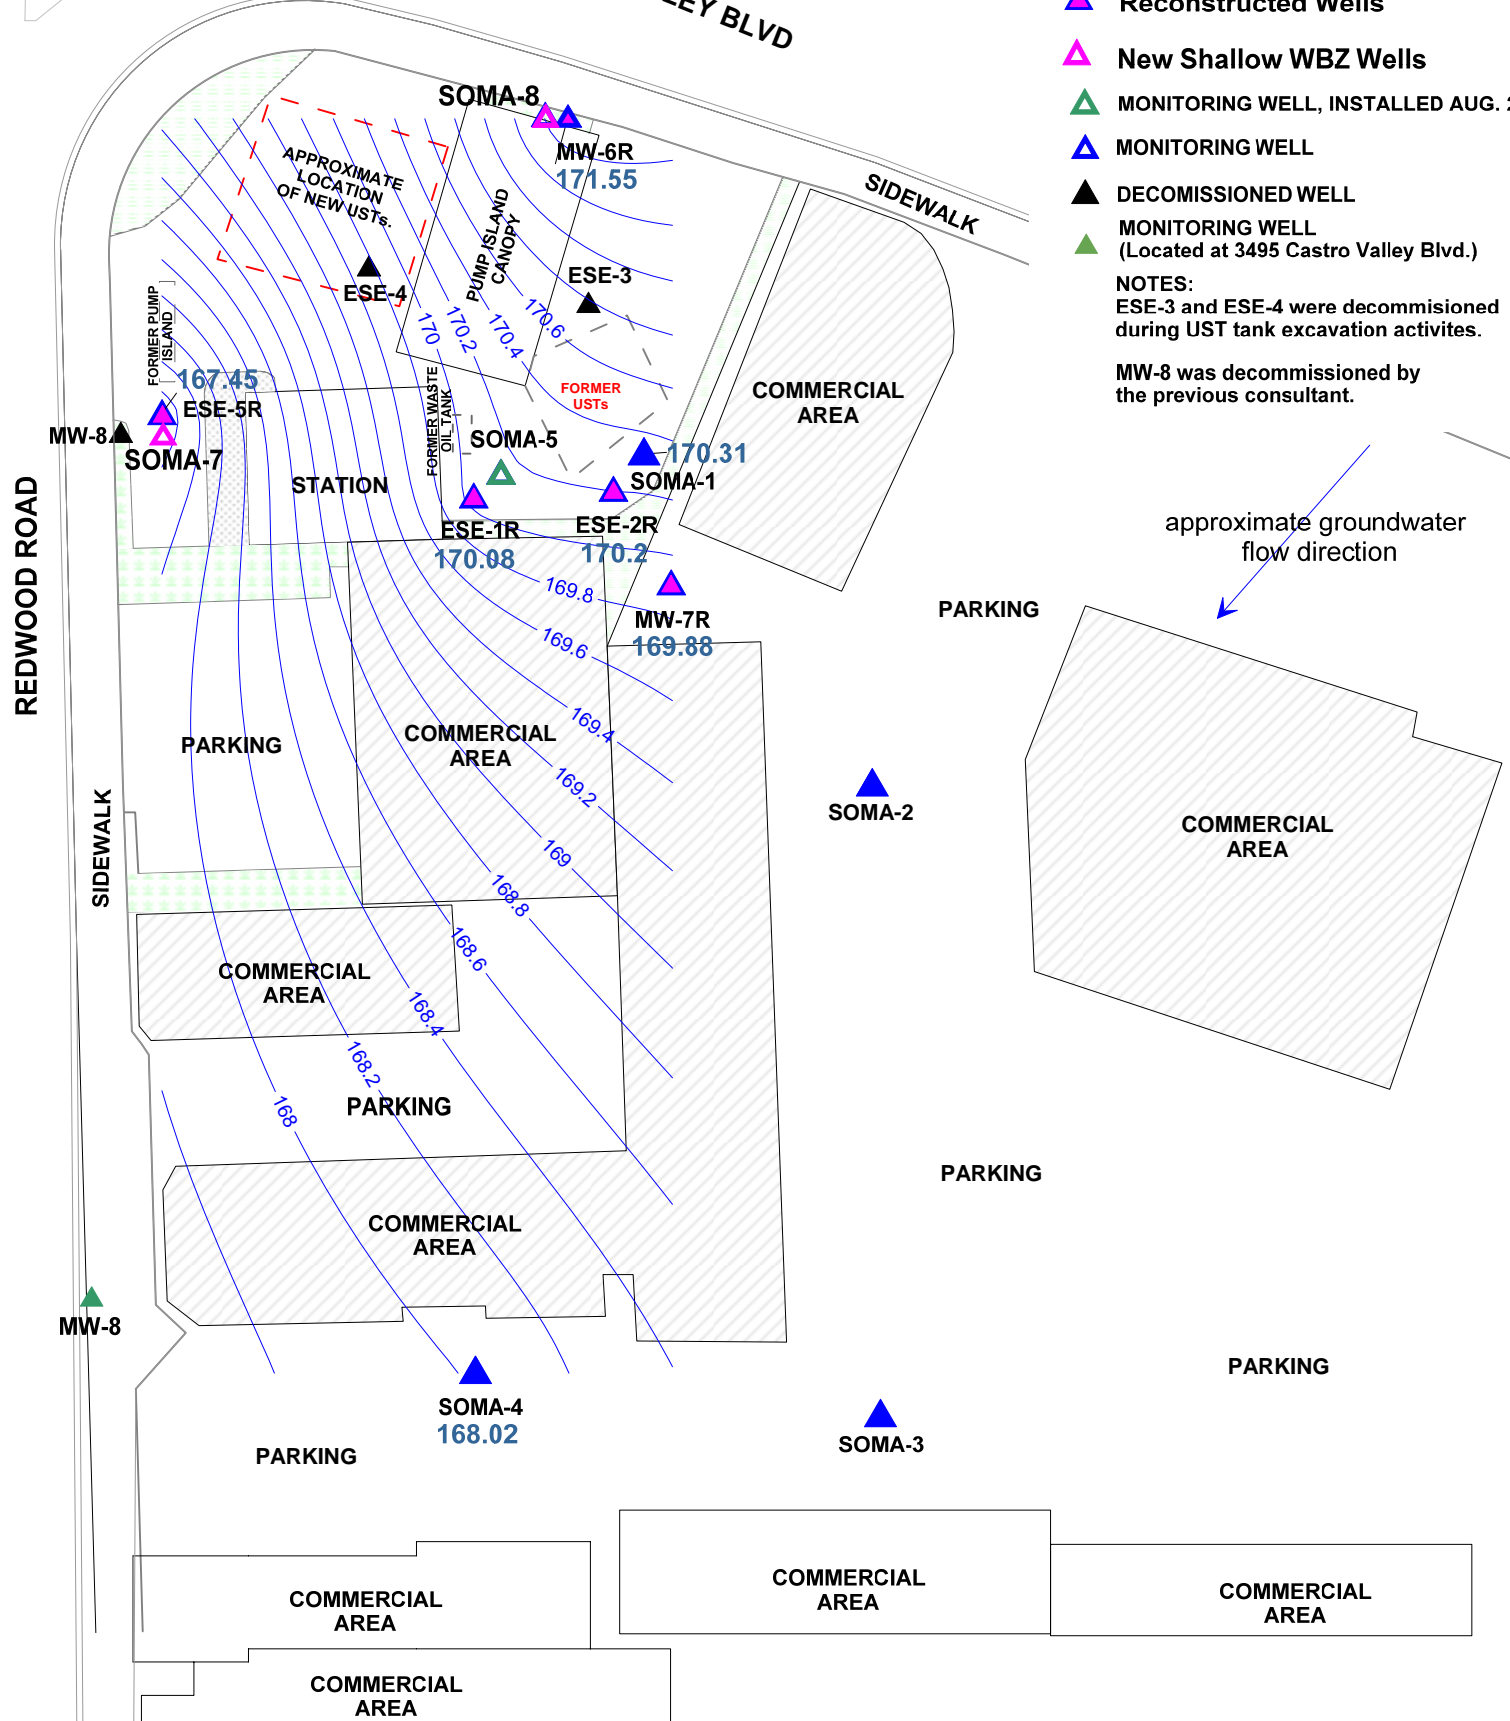 LEY BLVD
Reconstructed Wells
New Shallow WBZ Wells
MONITORING WELL, INSTALLED AUG.
MONITORING WELL
DECOMISSIONED WELL
MONITORING WELL
(Located at 3495 Castro Valley Blvd.)
NOTES:
ESE-3 and ESE-4 were decommisioned
during UST tank excavation activites.
MW-8 was decommissioned by
the previous consultant.
approximate groundwater
flow direction
SOMA-8
MW-6R
171.55
SIDEWALK
APPROXIMATE
LOCATION
OF NEW USTs.
PUMP ISLAND
CANOPY
ESE-4
ESE-3
FORMER PUMP
ISLAND
170
170.2
170.4
170.6
167.45
ESE-5R
MW-8
SOMA-7
FORMER WASTE
OIL TANK
FORMER
USTs
COMMERCIAL
AREA
SOMA-5
170.31
SOMA-1
STATION
ESE-1R
170.08
ESE-2R
170.2
REDWOOD ROAD
169.8
MW-7R
169.88
PARKING
169.6
169.4
PARKING
COMMERCIAL
AREA
169.2
SOMA-2
COMMERCIAL
AREA
SIDEWALK
169
168.8
168.6
COMMERCIAL
AREA
168.4
168.2
168
PARKING
PARKING
COMMERCIAL
AREA
MW-8
SOMA-4
168.02
SOMA-3
PARKING
PARKING
COMMERCIAL
AREA
COMMERCIAL
AREA
COMMERCIAL
AREA
COMMERCIAL
AREA